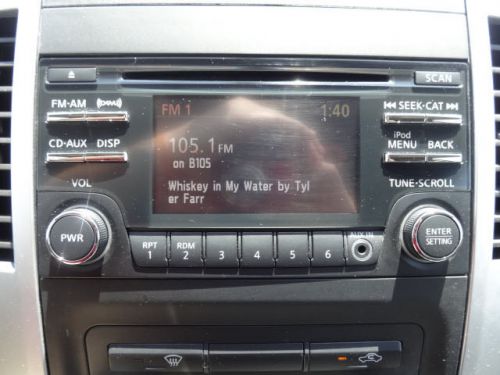 SCAN
FM·AM
FM 1
1:40
SEEK·CAT
105.1 FM
on B105
iPod
CD·AUX DISP
MENU BACK
VOL
Whiskey in My Water by Tyl
er Farr
TUNE·SCROLL
PWR
RPT 1
RDM 2
3
4
5
6
AUX IN
ENTER
SETTING